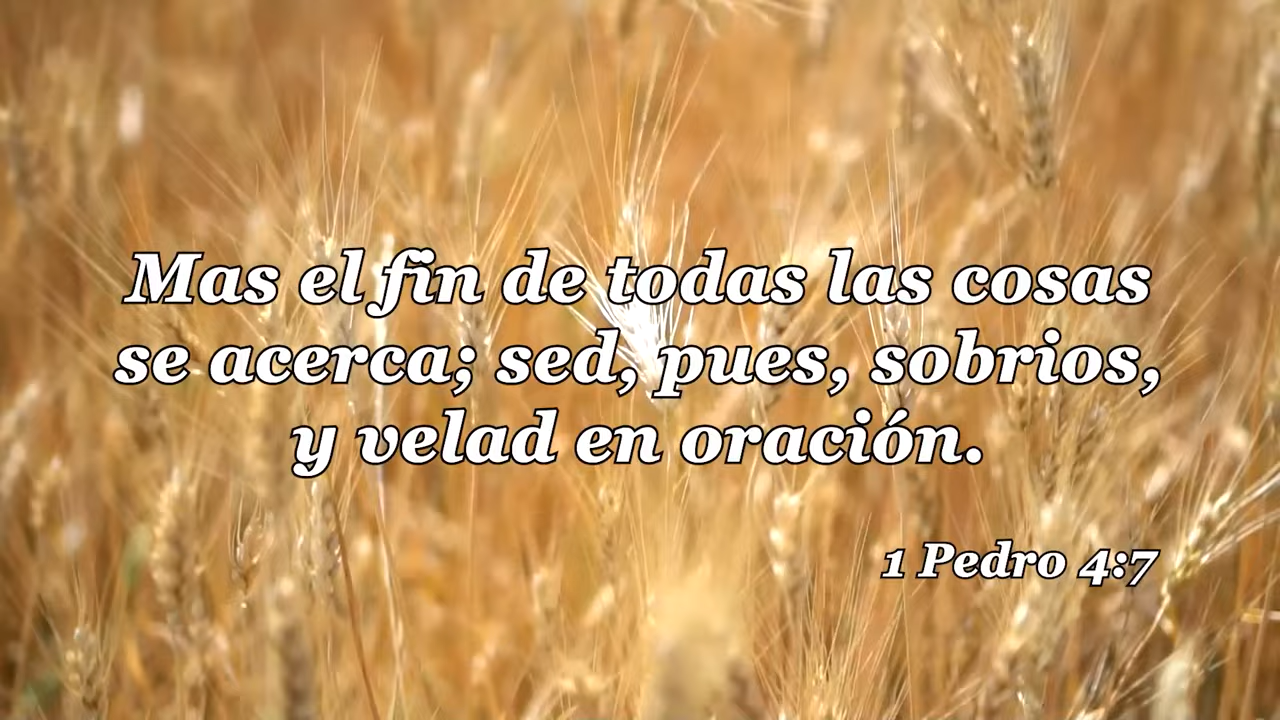 Mas el fin de todas las cosas
se acerca; sed, pues, sobrios,
y velad en oración.
1 Pedro 4:7